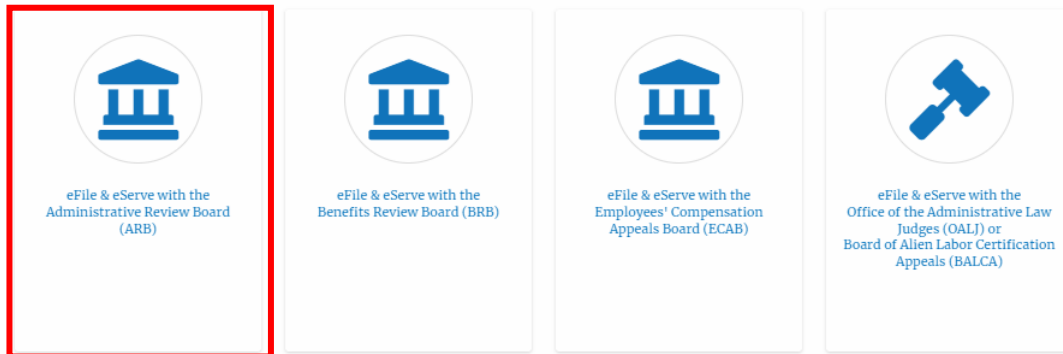 eFile & eServe with the
Administrative Review Board
(ARB)
eFile & eServe with the
Benefits Review Board (BRB)
eFile & eServe with the
Employees' Compensation
Appeals Board (ECAB)
eFile & eServe with the
Office of the Administrative Law
Judges (OALJ) or
Board of Alien Labor Certification
Appeals (BALCA)